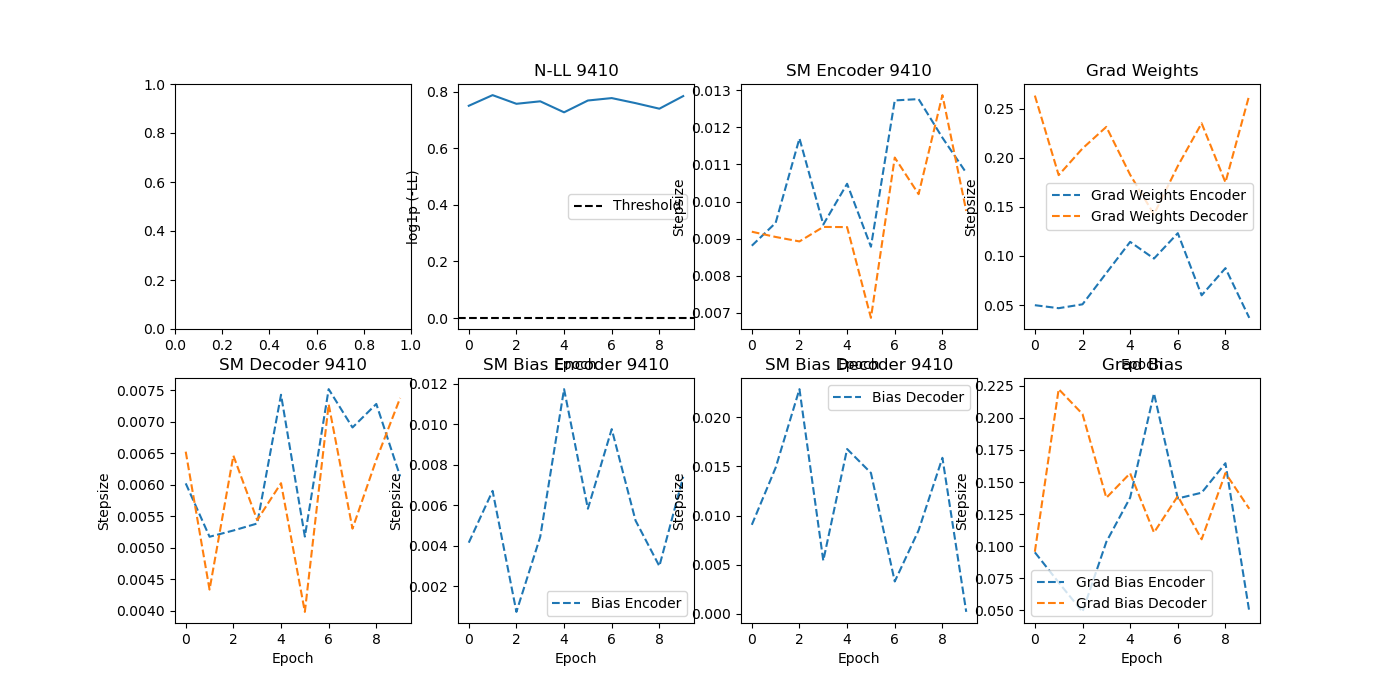 N-LL 9410
SM Encoder 9410
Grad Weights
1.0
0.8
0.6
0.4
0.2
0.0
0.0 0.2 0.4 0.6 0.8 1.0
log1p (-LL)
0.8
0.6
0.4
0.2
0.0
Threshold
0 2 4 6 8
Epoch
Stepsize
0.013
0.012
0.011
0.010
0.009
0.008
0.007
0 2 4 6 8
Epoch
Stepsize
0.25
0.20
0.15
0.10
0.05
Grad Weights Encoder
Grad Weights Decoder
0 2 4 6 8
Epoch
SM Decoder 9410
SM Bias Encoder 9410
SM Bias Decoder 9410
Grad Bias
Stepsize
0.0075
0.0070
0.0065
0.0060
0.0055
0.0050
0.0045
0.0040
0 2 4 6 8
Epoch
Stepsize
0.012
0.010
0.008
0.006
0.004
0.002
Bias Encoder
0 2 4 6 8
Epoch
Stepsize
0.020
0.015
0.010
0.005
0.000
Bias Decoder
0 2 4 6 8
Epoch
Stepsize
0.225
0.200
0.175
0.150
0.125
0.100
0.075
0.050
Grad Bias Encoder
Grad Bias Decoder
0 2 4 6 8
Epoch